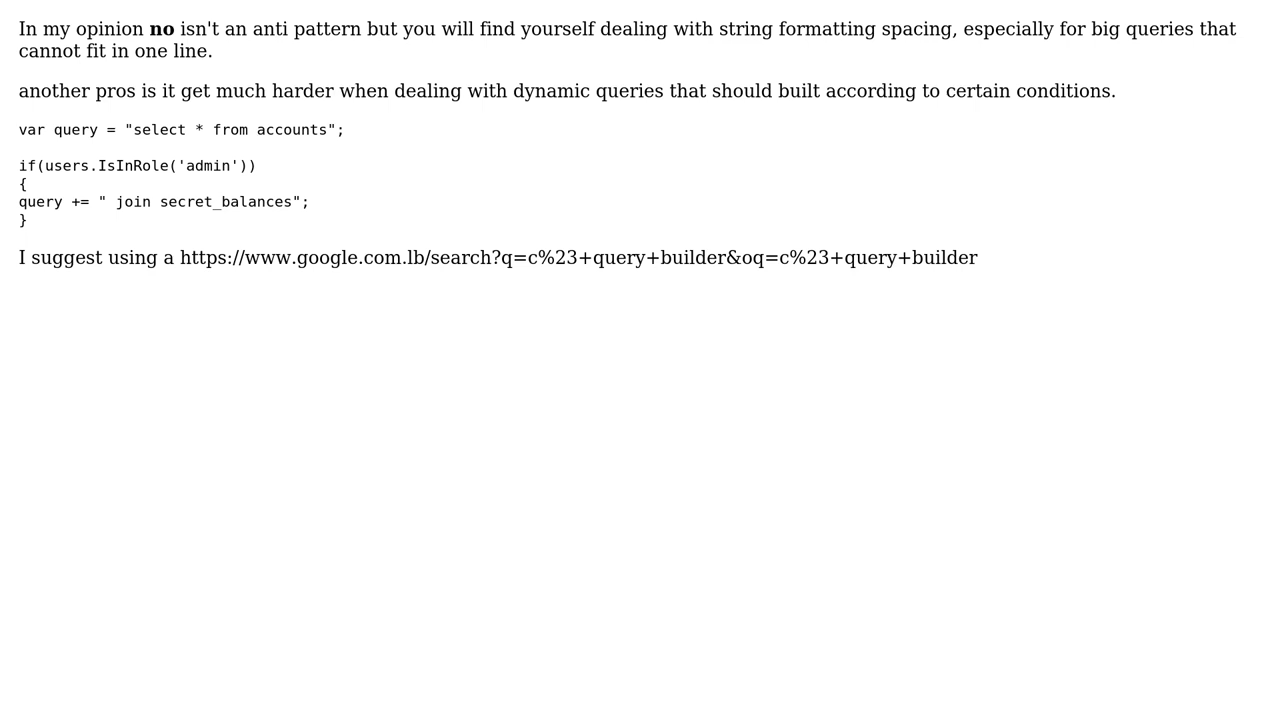 In my opinion no isn't an anti pattern but you will find yourself dealing with string formatting spacing, especially for big queries that
cannot fit in one line.
another pros is it get much harder when dealing with dynamic queries that should built according to certain conditions.
var query = "select * from accounts";
if(users.IsInRole('admin'))
{
query += " join secret_balances";
}
I suggest using a https://www.google.com.lb/search?q=c%23+query+builder&oq=c%23+query+builder